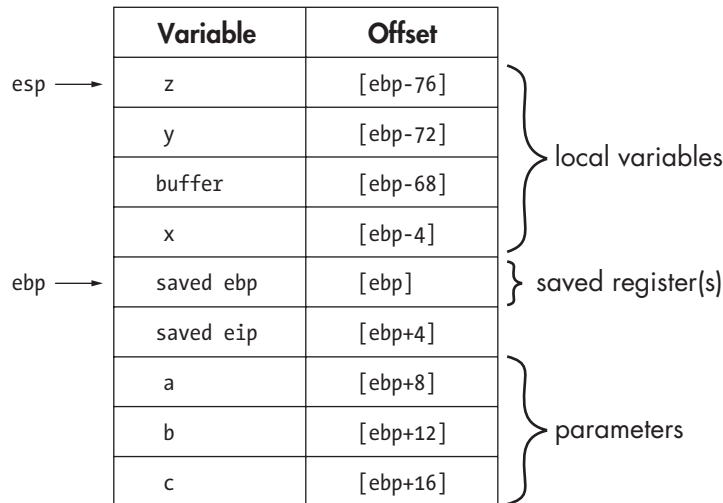 Variable Offset
esp z [ebp-76]
y [ebp-72]
local variables
buffer [ebp-68]
x [ebp-4]
ebp saved ebp [ebp] saved register(s)
saved eip [ebp+4]
a [ebp+8]
b [ebp+12] parameters
c [ebp+16]